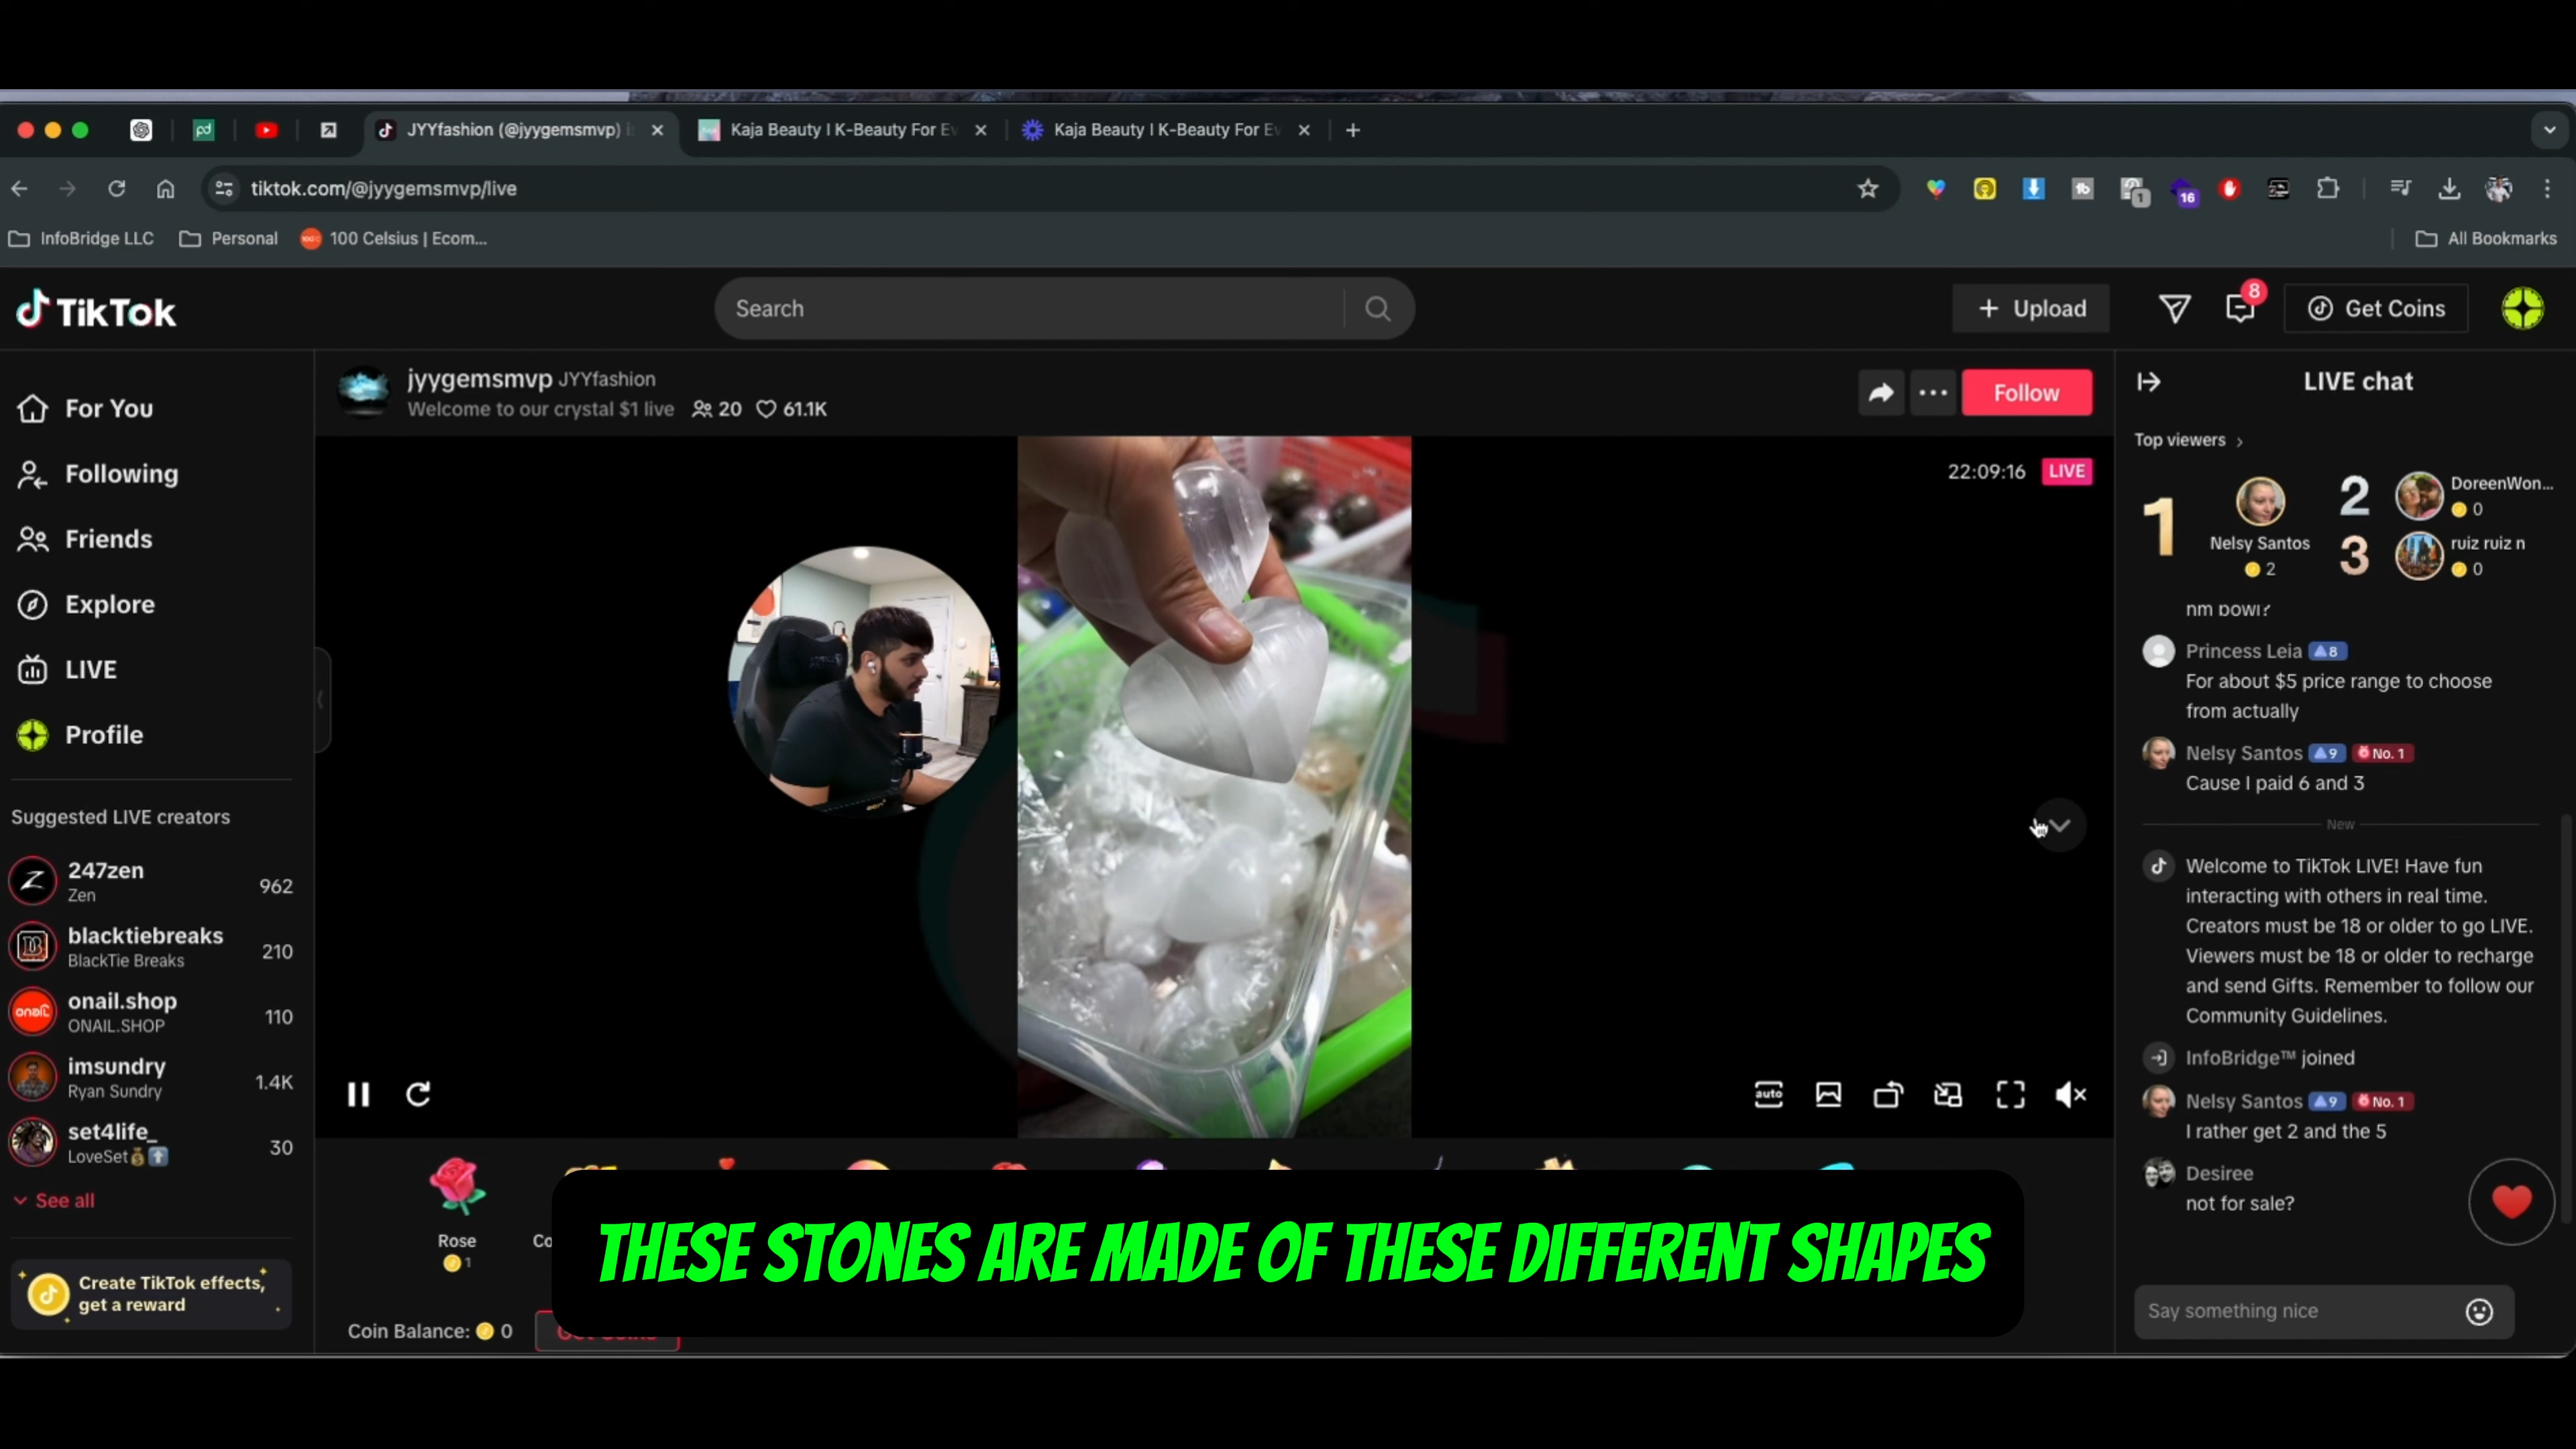 JYYfashion (@jyygemsmvp) i
Kaja Beauty I K-Beauty For Ev
Kaja Beauty I K-Beauty For Ev
tiktok.com/@jyygemsmvp/live
1
16
InfoBridge LLC
Personal
100 Celsius | Ecom...
All Bookmarks
TikTok
Search
Upload
8
Get Coins
jyygemsmvp JYYfashion
Welcome to our crystal $1 live 20 61.1K
Follow
22:09:16 LIVE
For You
Following
Friends
Explore
LIVE
Profile
Suggested LIVE creators
247zen
Zen
962
blacktiebreaks
BlackTie Breaks
210
onail.shop
ONAIL.SHOP
110
imsundry
Ryan Sundry
1.4K
set4life_
LoveSet
30
See all
Create TikTok effects,
get a reward
auto
Rose
1
Co
Coin Balance: 0
Get Coins
THESE STONES ARE MADE OF THESE DIFFERENT SHAPES
LIVE chat
Top viewers
1
Nelsy Santos
2
2
DoreenWon...
0
3
ruiz ruiz n
0
Princess Leia 8
For about $5 price range to choose
from actually
Nelsy Santos 9 No. 1
Cause I paid 6 and 3
New
Welcome to TikTok LIVE! Have fun
interacting with others in real time.
Creators must be 18 or older to go LIVE.
Viewers must be 18 or older to recharge
and send Gifts. Remember to follow our
Community Guidelines.
InfoBridge™ joined
Nelsy Santos 9 No. 1
I rather get 2 and the 5
Desiree
not for sale?
Say something nice